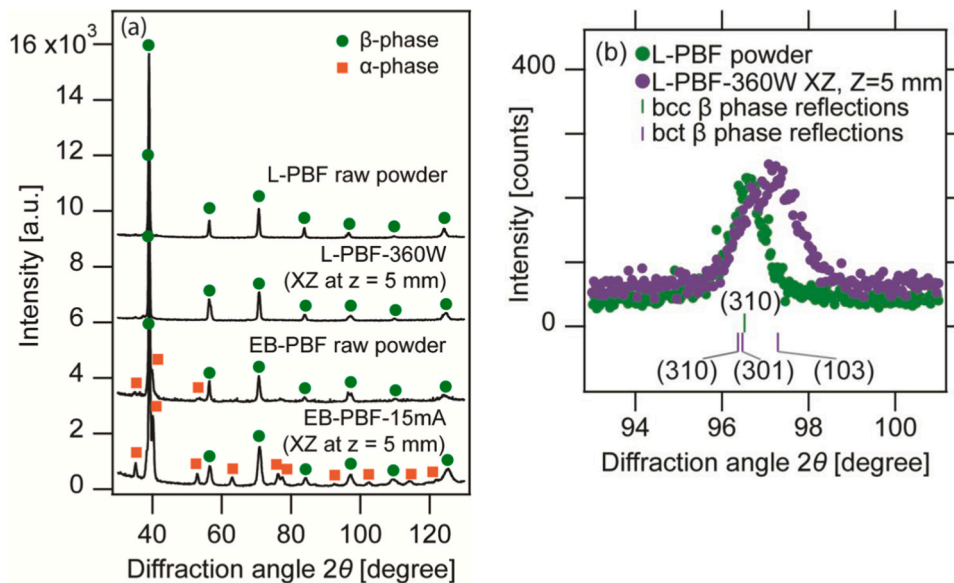 (a)
16 x10³
14
12
10
8
6
4
2
0
Intensity [a.u.]
β-phase
α-phase
L-PBF raw powder
L-PBF-360W
(XZ at z = 5 mm)
EB-PBF raw powder
EB-PBF-15mA
(XZ at z = 5 mm)
40 60 80 100 120
Diffraction angle 2θ [degree]
(b)
L-PBF powder
L-PBF-360W XZ, Z=5 mm
bcc β phase reflections
bct β phase reflections
400
200
0
Intensity [counts]
(310)
(310) (301) (103)
94 96 98 100
Diffraction angle 2θ [degree]